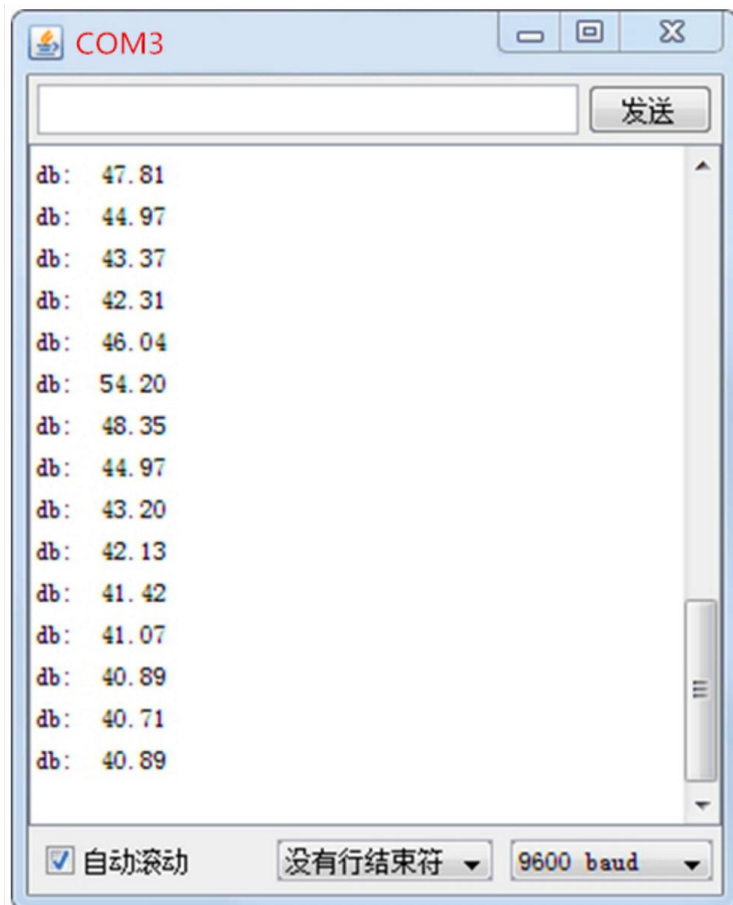 COM3
发送
db: 47.81
db: 44.97
db: 43.37
db: 42.31
db: 46.04
db: 54.20
db: 48.35
db: 44.97
db: 43.20
db: 42.13
db: 41.42
db: 41.07
db: 40.89
db: 40.71
db: 40.89
自动滚动 没有行结束符 9600 baud